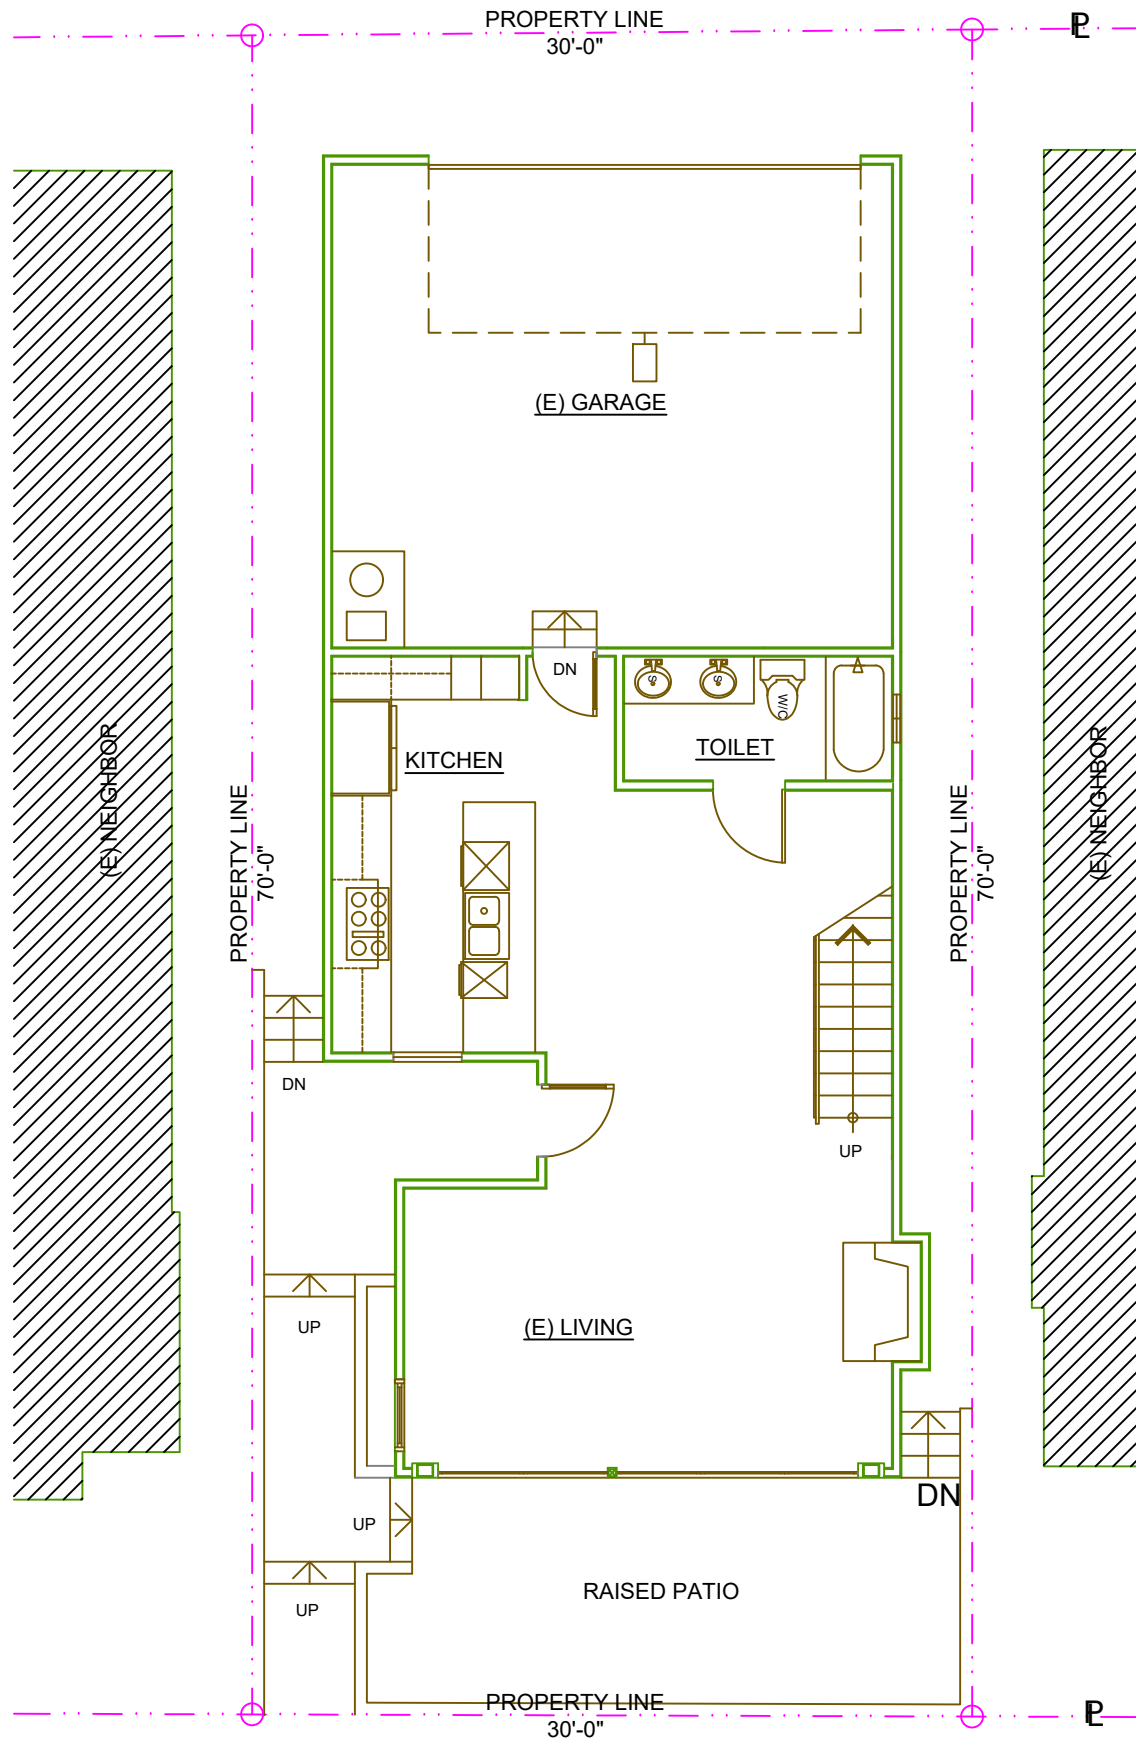 PROPERTY LINE
30'-0"
PL
(E) GARAGE
DN
S
S
W/C
KITCHEN
TOILET
(E) NEIGHBOR
PROPERTY LINE
70'-0"
PROPERTY LINE
70'-0"
(E) NEIGHBOR
DN
UP
UP
(E) LIVING
DN
UP
RAISED PATIO
UP
PROPERTY LINE
30'-0"
PL